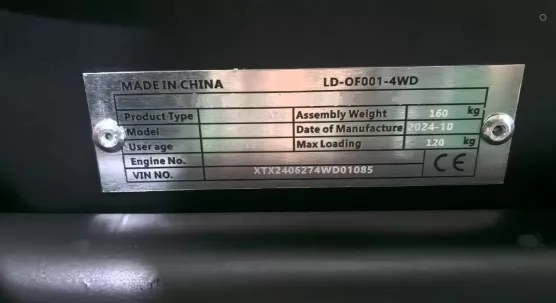 MADE IN CHINA LD-OF001-4WD
Product Type Assembly Weight 160 kg
Model Date of Manufacture 2024-10
User age Max Loading 120 kg
Engine No. CE
VIN NO. XTX2406274WD01085